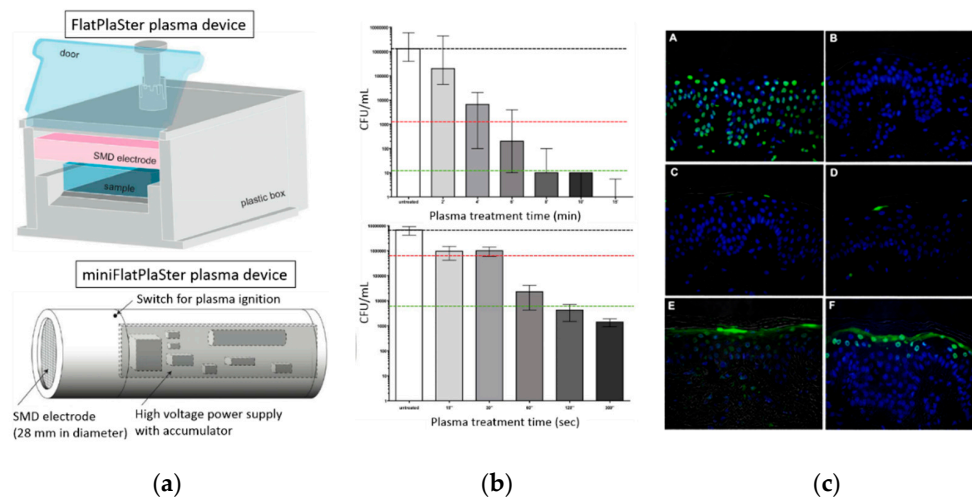 FlatPlaSter plasma device
door
SMD electrode
sample
plastic box
miniFlatPlaSter plasma device
Switch for plasma ignition
SMD electrode
(28 mm in diameter)
High voltage power supply
with accumulator
(a)
CFU/mL
untreated 2' 4' 6' 8' 10'
Plasma treatment time (min)
CFU/mL
untreated 30" 60" 120" 300"
Plasma treatment time (sec)
(b)
A B
C D
E F
(c)